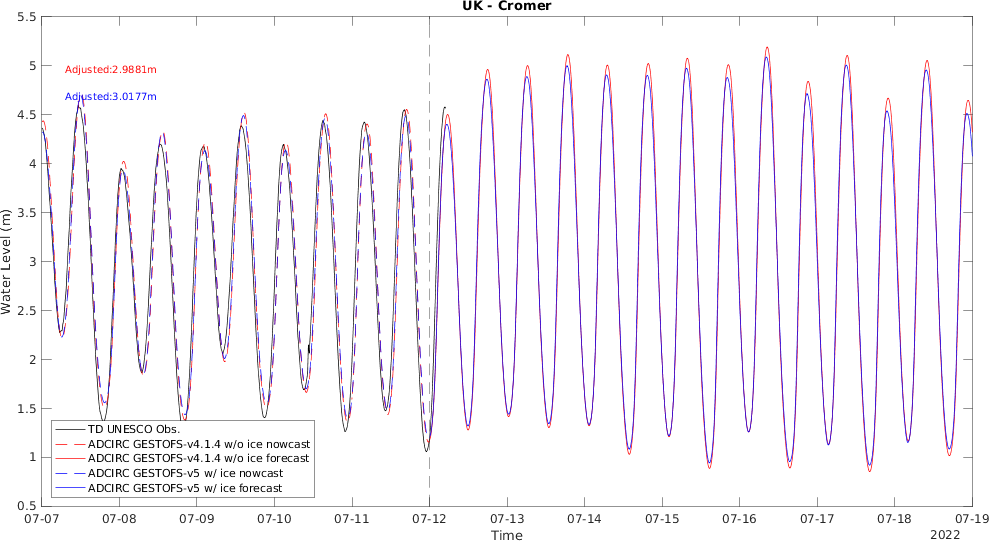 UK - Cromer
5.5
5
4.5
4
3.5
3
2.5
2
1.5
1
0.5
Water Level (m)
Adjusted:2.9881m
Adjusted:3.0177m
TD UNESCO Obs.
ADCIRC GESTOFS-v4.1.4 w/o ice nowcast
ADCIRC GESTOFS-v4.1.4 w/o ice forecast
ADCIRC GESTOFS-v5 w/ ice nowcast
ADCIRC GESTOFS-v5 w/ ice forecast
07-07 07-08 07-09 07-10 07-11 07-12 07-13 07-14 07-15 07-16 07-17 07-18 07-19
Time
2022